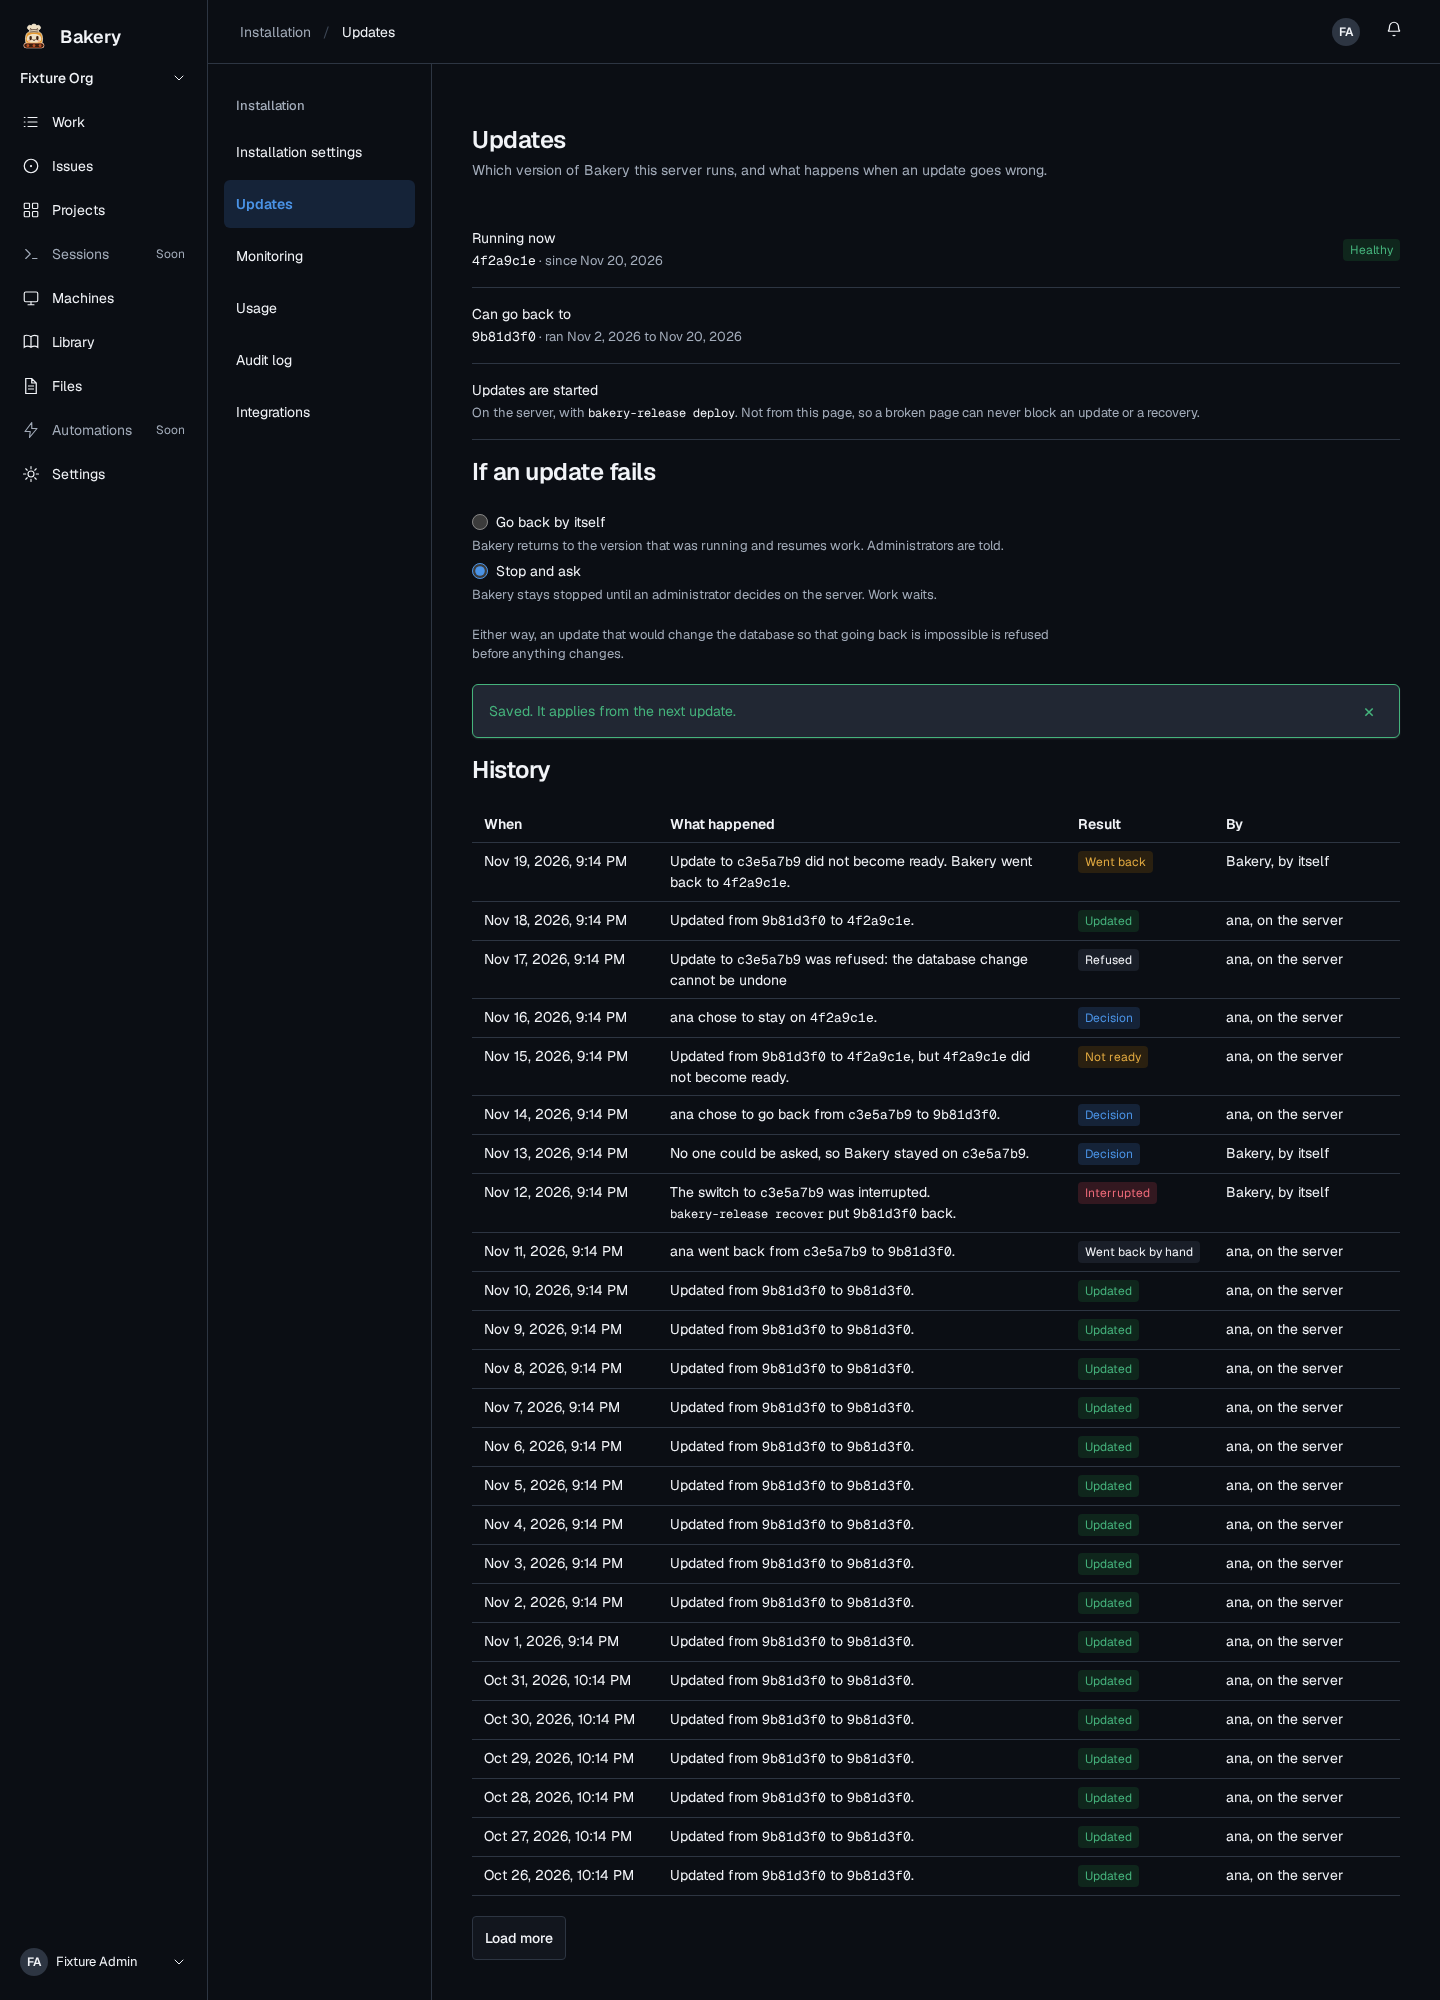 Bakery
Fixture Org
Work
Issues
Projects
Sessions Soon
Machines
Library
Files
Automations Soon
Settings
FA Fixture Admin
Installation / Updates
FA
Installation
Installation settings
Updates
Monitoring
Usage
Audit log
Integrations
Updates
Which version of Bakery this server runs, and what happens when an update goes wrong.
Running now
4f2a9c1e · since Nov 20, 2026
Healthy
Can go back to
9b81d3f0 · ran Nov 2, 2026 to Nov 20, 2026
Updates are started
On the server, with bakery-release deploy. Not from this page, so a broken page can never block an update or a recovery.
If an update fails
Go back by itself
Bakery returns to the version that was running and resumes work. Administrators are told.
Stop and ask
Bakery stays stopped until an administrator decides on the server. Work waits.
Either way, an update that would change the database so that going back is impossible is refused
before anything changes.
Saved. It applies from the next update.
History
When What happened Result By
Nov 19, 2026, 9:14 PM Update to c3e5a7b9 did not become ready. Bakery went Went back Bakery, by itself
back to 4f2a9c1e.
Nov 18, 2026, 9:14 PM Updated from 9b81d3f0 to 4f2a9c1e. Updated ana, on the server
Nov 17, 2026, 9:14 PM Update to c3e5a7b9 was refused: the database change Refused ana, on the server
cannot be undone
Nov 16, 2026, 9:14 PM ana chose to stay on 4f2a9c1e. Decision ana, on the server
Nov 15, 2026, 9:14 PM Updated from 9b81d3f0 to 4f2a9c1e, but 4f2a9c1e did Not ready ana, on the server
not become ready.
Nov 14, 2026, 9:14 PM ana chose to go back from c3e5a7b9 to 9b81d3f0. Decision ana, on the server
Nov 13, 2026, 9:14 PM No one could be asked, so Bakery stayed on c3e5a7b9. Decision Bakery, by itself
Nov 12, 2026, 9:14 PM The switch to c3e5a7b9 was interrupted. Interrupted Bakery, by itself
bakery-release recover put 9b81d3f0 back.
Nov 11, 2026, 9:14 PM ana went back from c3e5a7b9 to 9b81d3f0. Went back by hand ana, on the server
Nov 10, 2026, 9:14 PM Updated from 9b81d3f0 to 9b81d3f0. Updated ana, on the server
Nov 9, 2026, 9:14 PM Updated from 9b81d3f0 to 9b81d3f0. Updated ana, on the server
Nov 8, 2026, 9:14 PM Updated from 9b81d3f0 to 9b81d3f0. Updated ana, on the server
Nov 7, 2026, 9:14 PM Updated from 9b81d3f0 to 9b81d3f0. Updated ana, on the server
Nov 6, 2026, 9:14 PM Updated from 9b81d3f0 to 9b81d3f0. Updated ana, on the server
Nov 5, 2026, 9:14 PM Updated from 9b81d3f0 to 9b81d3f0. Updated ana, on the server
Nov 4, 2026, 9:14 PM Updated from 9b81d3f0 to 9b81d3f0. Updated ana, on the server
Nov 3, 2026, 9:14 PM Updated from 9b81d3f0 to 9b81d3f0. Updated ana, on the server
Nov 2, 2026, 9:14 PM Updated from 9b81d3f0 to 9b81d3f0. Updated ana, on the server
Nov 1, 2026, 9:14 PM Updated from 9b81d3f0 to 9b81d3f0. Updated ana, on the server
Oct 31, 2026, 10:14 PM Updated from 9b81d3f0 to 9b81d3f0. Updated ana, on the server
Oct 30, 2026, 10:14 PM Updated from 9b81d3f0 to 9b81d3f0. Updated ana, on the server
Oct 29, 2026, 10:14 PM Updated from 9b81d3f0 to 9b81d3f0. Updated ana, on the server
Oct 28, 2026, 10:14 PM Updated from 9b81d3f0 to 9b81d3f0. Updated ana, on the server
Oct 27, 2026, 10:14 PM Updated from 9b81d3f0 to 9b81d3f0. Updated ana, on the server
Oct 26, 2026, 10:14 PM Updated from 9b81d3f0 to 9b81d3f0. Updated ana, on the server
Load more